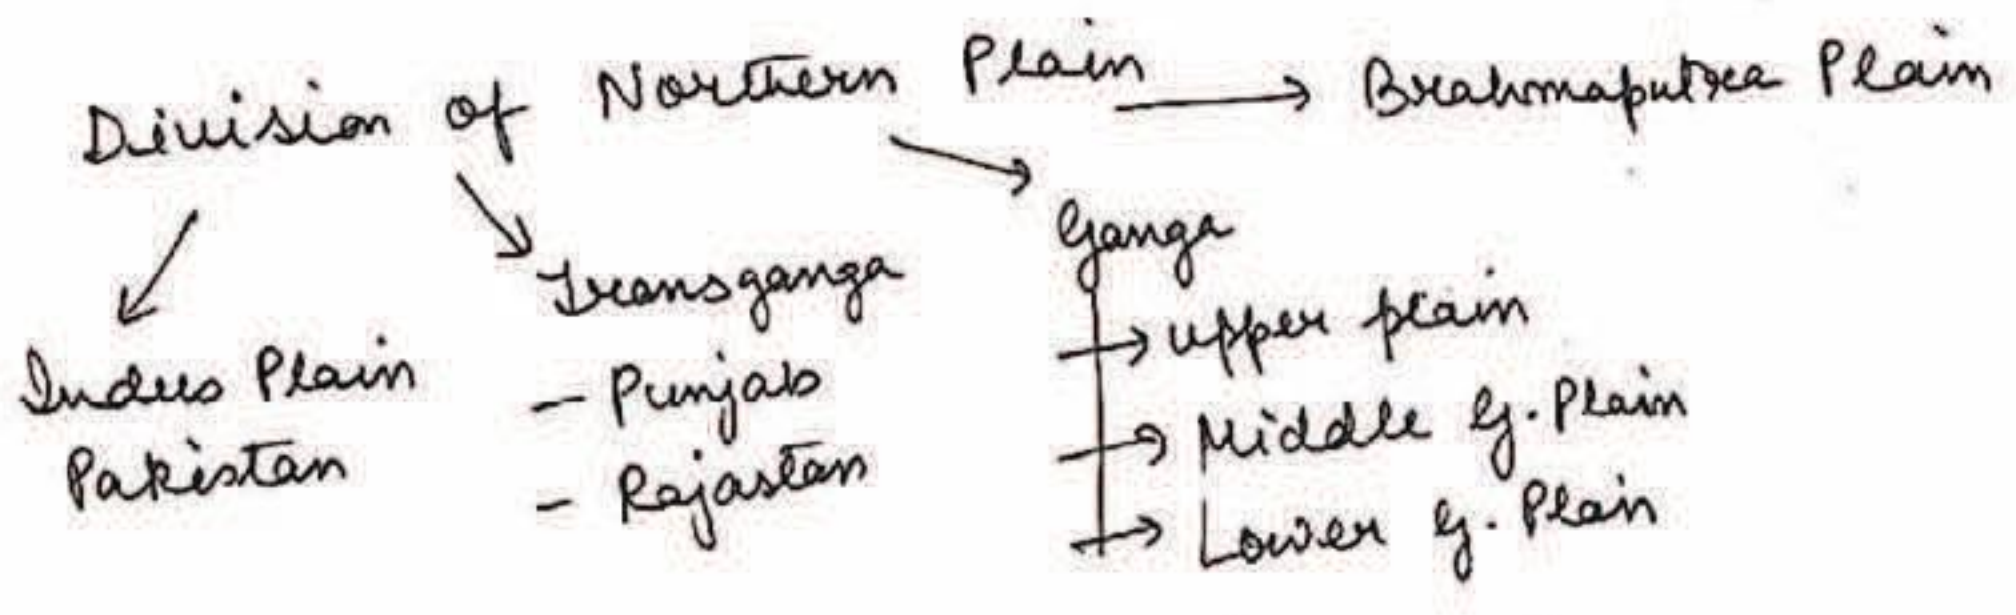 Division of Northern Plain → Brahmaputra Plain
Ganga
Transganga
→ upper plain
Indus Plain
- Punjab
→ Middle G. Plain
Pakistan
- Rajastan
→ Lower G. Plain